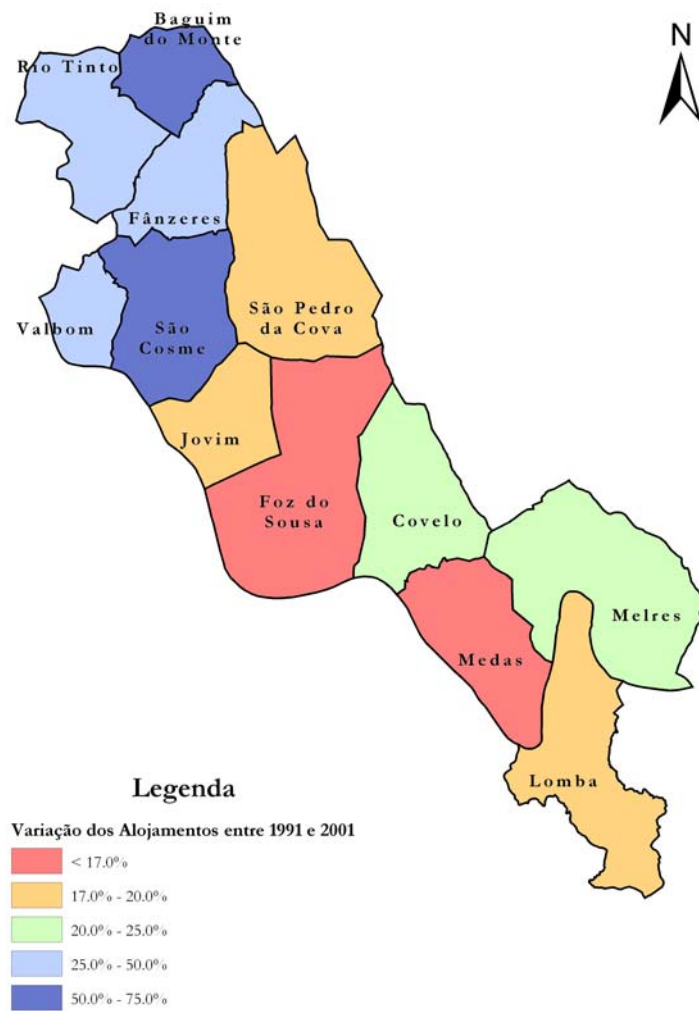 Baguim
do Monte
N
Rio Tinto
Fânzeres
São Pedro
da Cova
Valbom
São
Cosme
Jovim
Foz do
Sousa
Covelo
Melres
Medas
Lomba
Legenda
Variação dos Alojamentos entre 1991 e 2001
< 17.0%
17.0% - 20.0%
20.0% - 25.0%
25.0% - 50.0%
50.0% - 75.0%